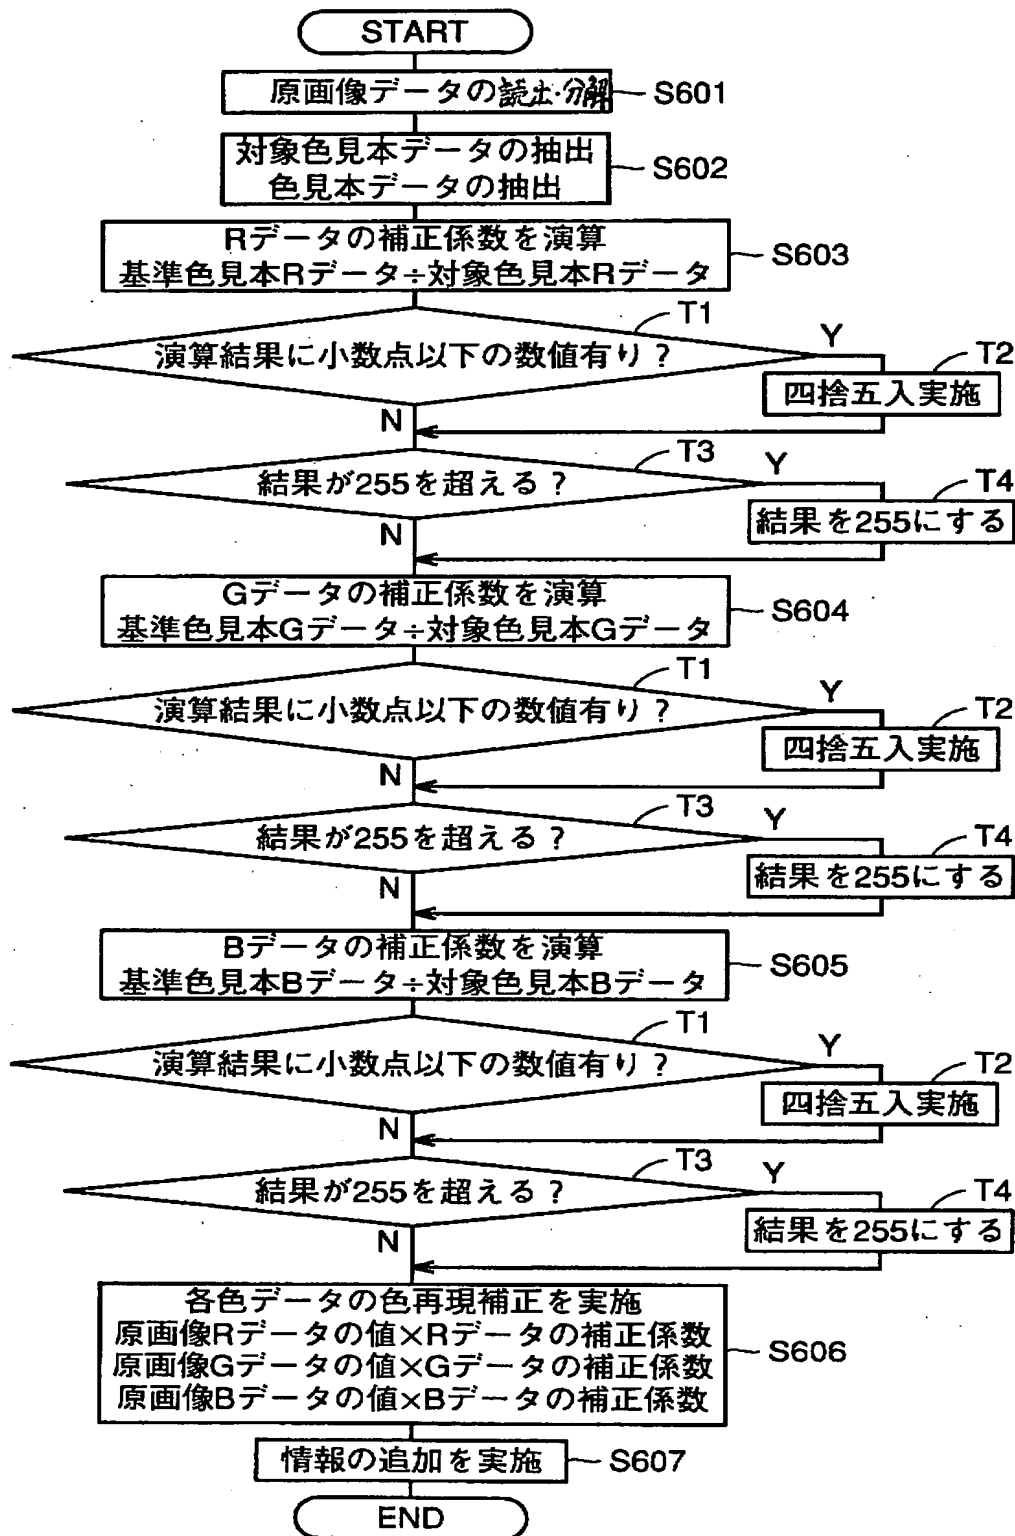 START
原画像データの読出・分解
S601
対象色見本データの抽出
色見本データの抽出
S602
Rデータの補正係数を演算
基準色見本Rデータ÷対象色見本Rデータ
S603
T1
演算結果に小数点以下の数値有り?
Y
T2
四捨五入実施
N
T3
結果が255を超える?
Y
T4
結果を255にする
N
Gデータの補正係数を演算
基準色見本Gデータ÷対象色見本Gデータ
S604
T1
演算結果に小数点以下の数値有り?
Y
T2
四捨五入実施
N
T3
結果が255を超える?
Y
T4
結果を255にする
N
Bデータの補正係数を演算
基準色見本Bデータ÷対象色見本Bデータ
S605
T1
演算結果に小数点以下の数値有り?
Y
T2
四捨五入実施
N
T3
結果が255を超える?
Y
T4
結果を255にする
N
各色データの色再現補正を実施
原画像Rデータの値×Rデータの補正係数
原画像Gデータの値×Gデータの補正係数
原画像Bデータの値×Bデータの補正係数
S606
情報の追加を実施
S607
END